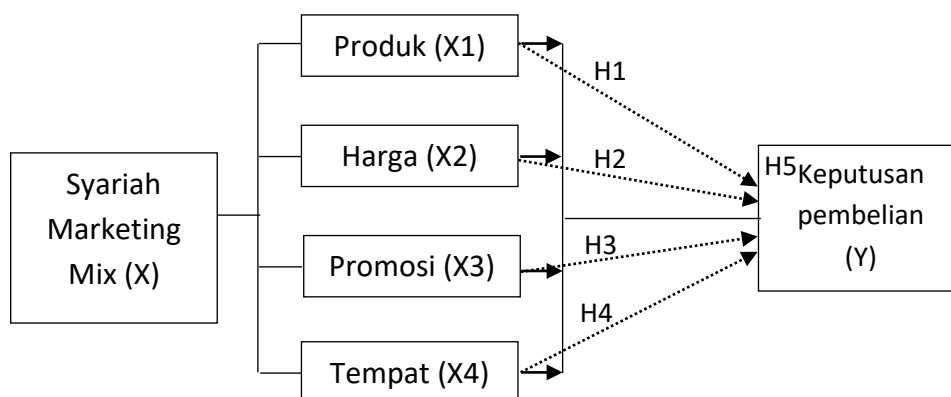 Syariah
Marketing
Mix (X)
Produk (X1)
Harga (X2)
Promosi (X3)
Tempat (X4)
H1
H2
H3
H4
H5
Keputusan
pembelian
(Y)